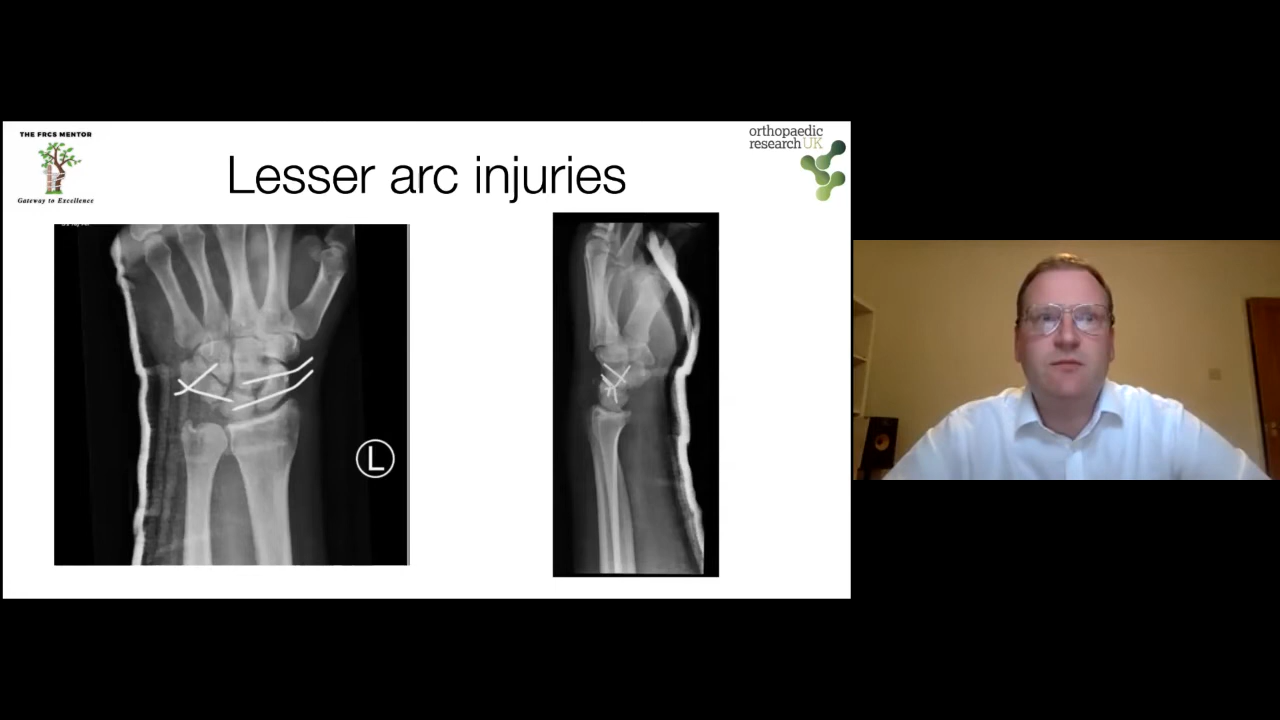 THE FRCS MENTOR
Gateway to Excellence
Lesser arc injuries
orthopaedic
research UK
L